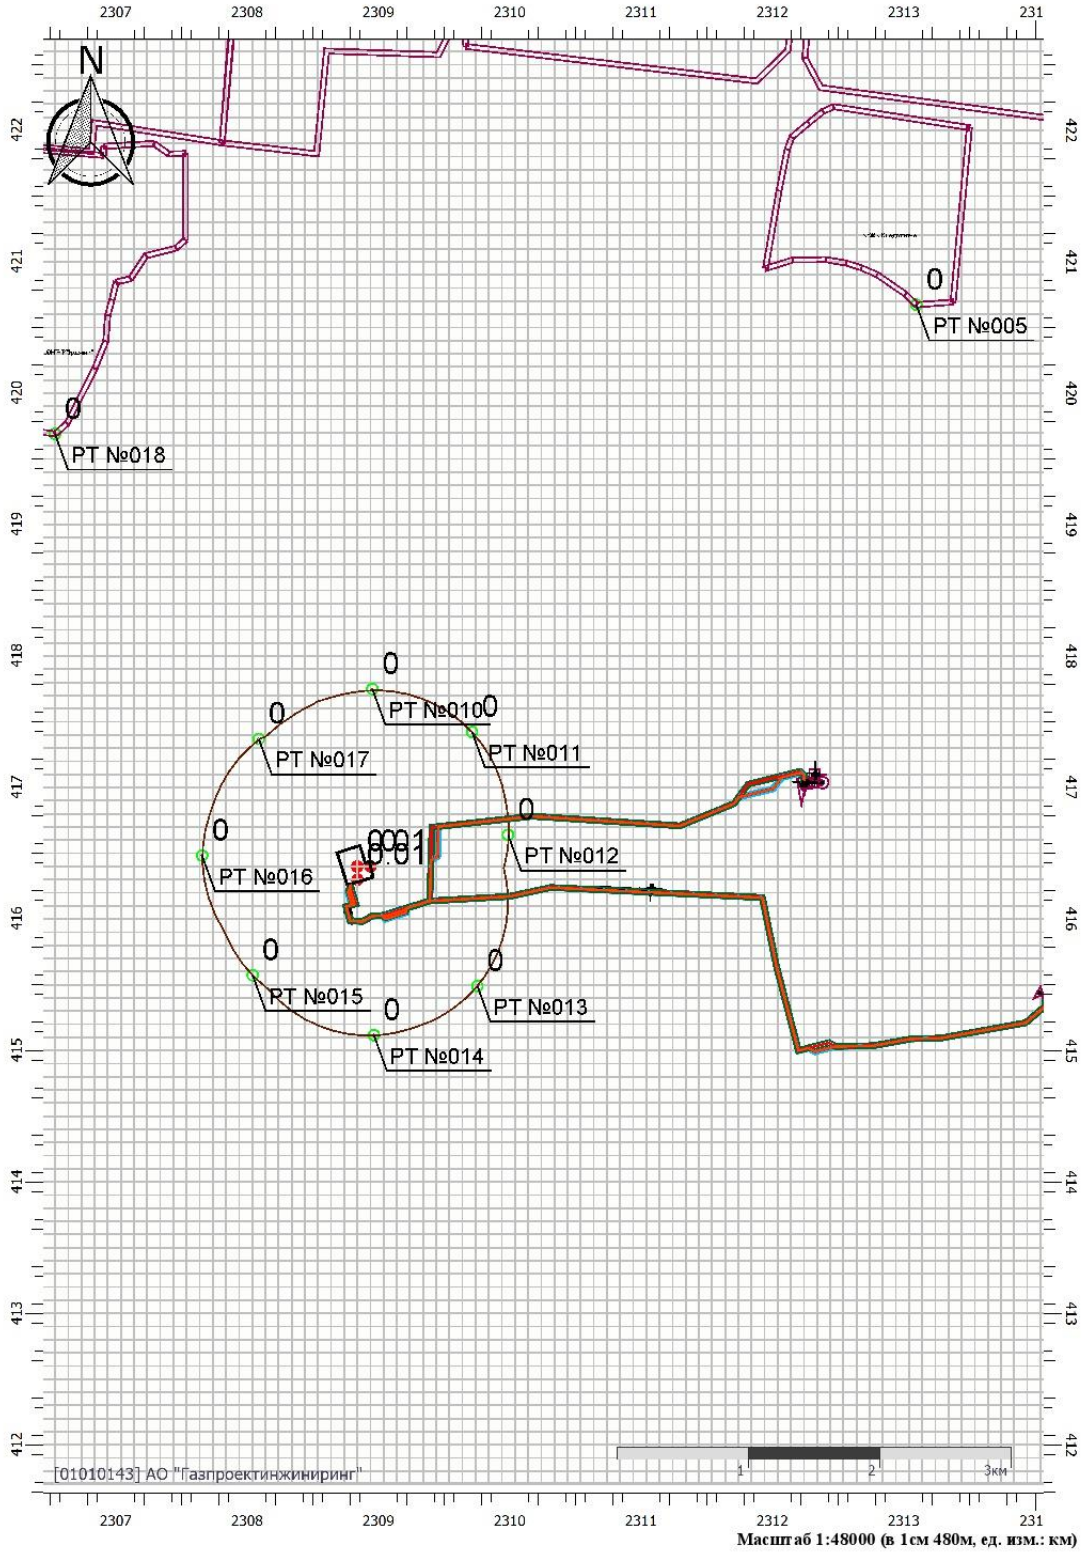 2307 2308 2309 2310 2311 2312 2313 231
N
422 422
421 421
0
РТ №005
420 420
0
РТ №018
419 419
418 418
0
РТ №010
0
РТ №011
0
РТ №017
417 417
0
РТ №012
0
РТ №016
0.01
416 416
0
РТ №015
0
РТ №013
0
РТ №014
415 415
414 414
413 413
412 412
[01010143] АО "Газпроектинжиниринг"
1 2 3км
2307 2308 2309 2310 2311 2312 2313 231
Масштаб 1:48000 (в 1см 480м, ед. изм.: км)